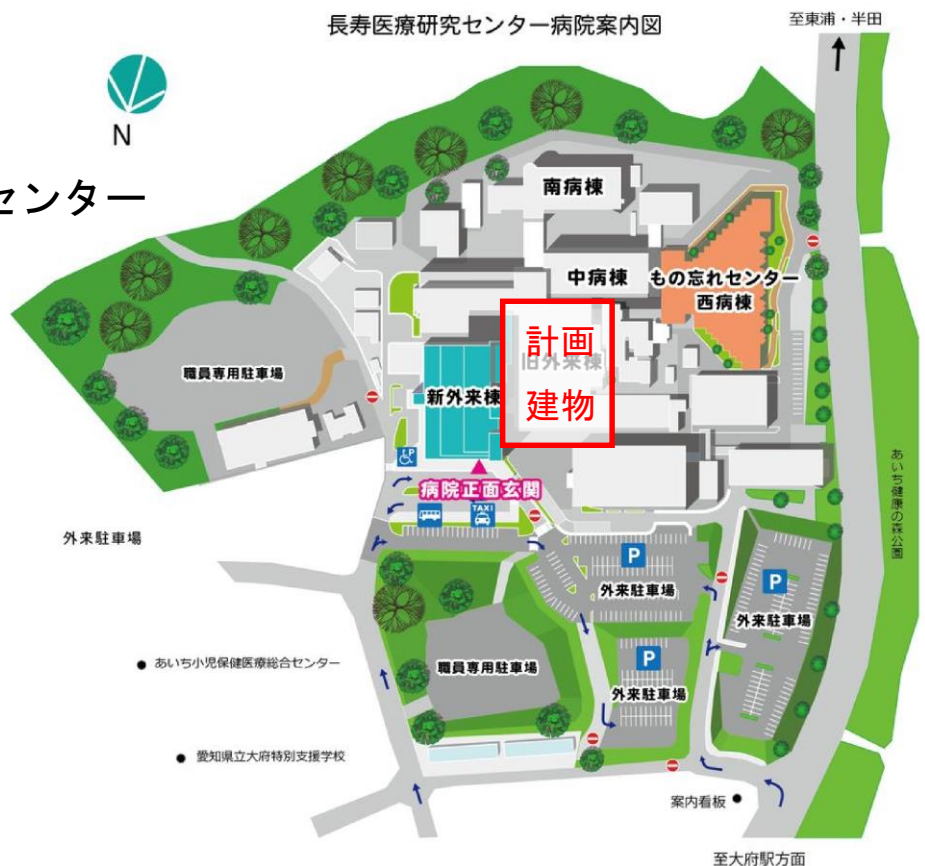 長寿医療研究センター病院案内図
至東浦・半田
N
センター
南病棟
中病棟
もの忘れセンター
西病棟
計画
旧外来棟
建物
職員専用駐車場
新外来棟
病院正面玄関
TAXI
あいち健康の森公園
外来駐車場
P
外来駐車場
P
外来駐車場
あいち小児保健医療総合センター
職員専用駐車場
P
外来駐車場
愛知県立大府特別支援学校
案内看板
至大府駅方面